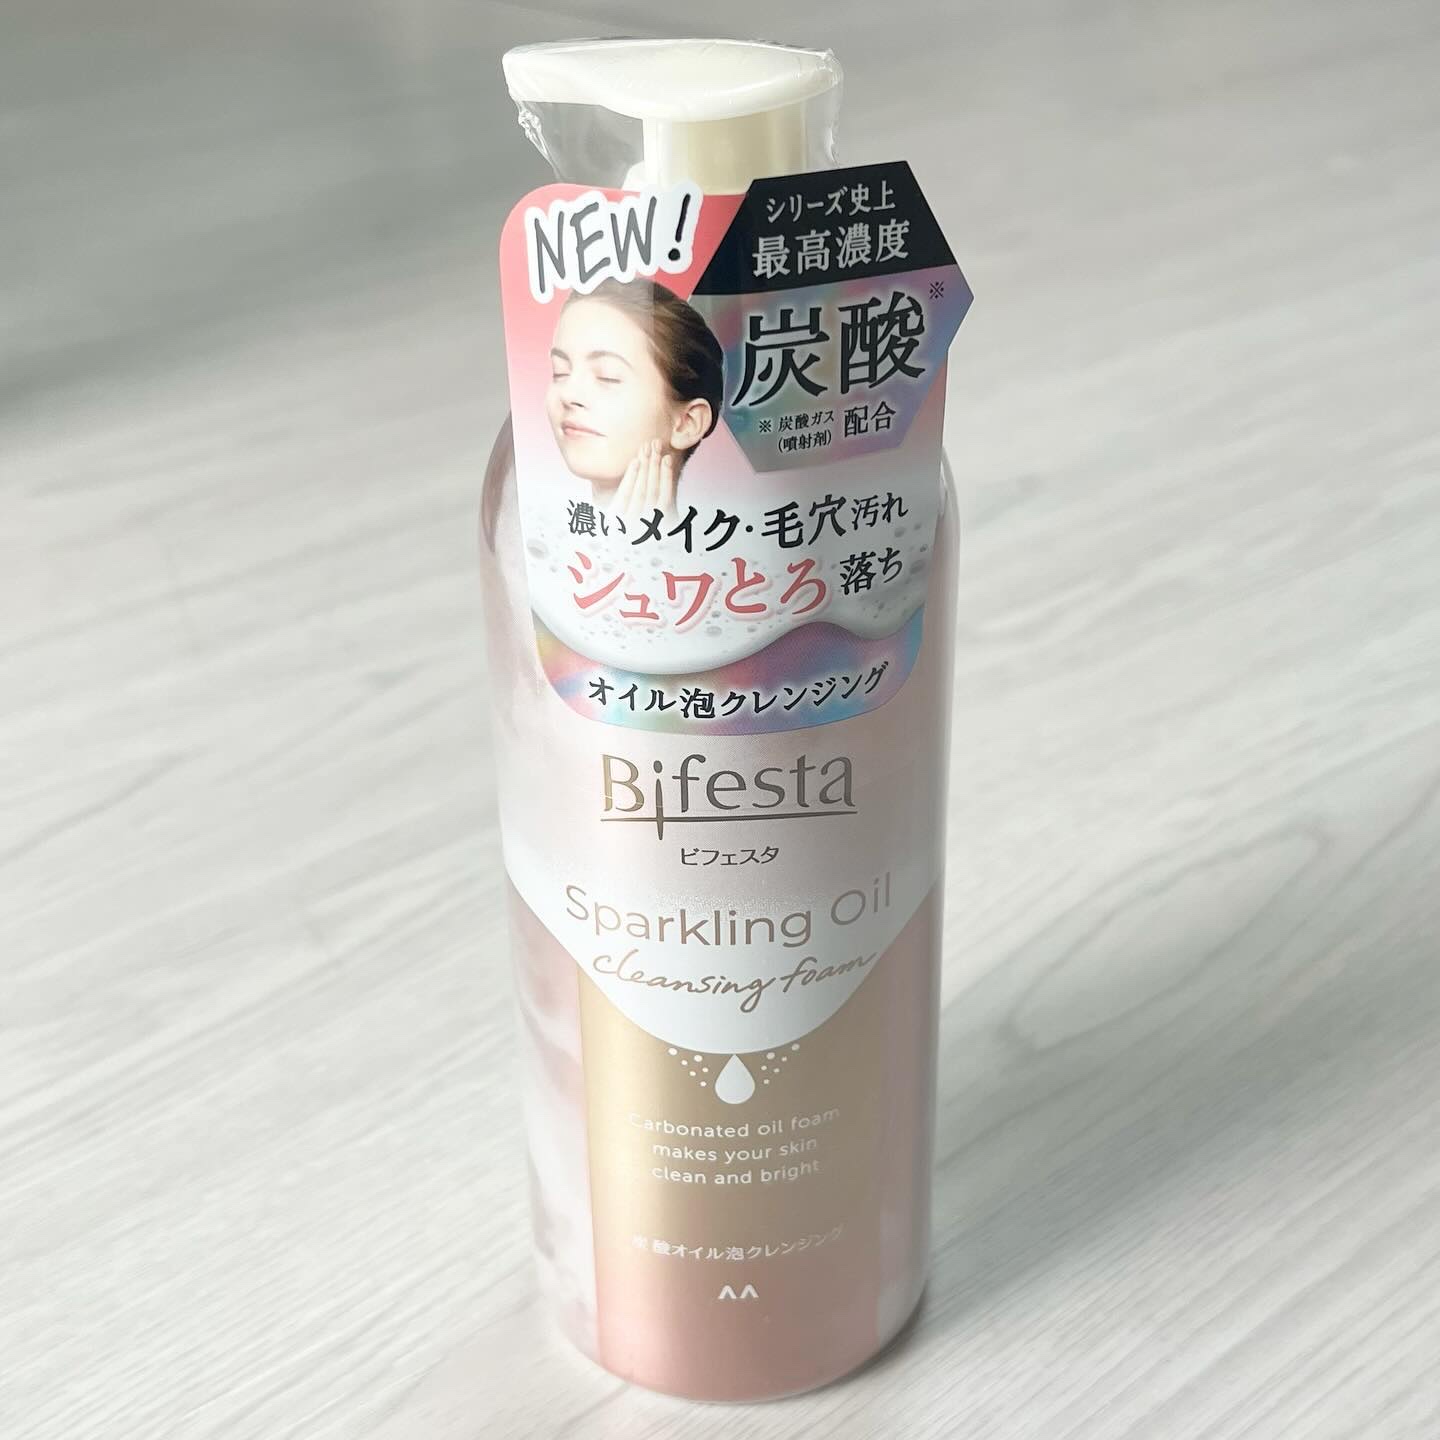 NEW!
シリーズ史上
最高濃度
炭酸※
※ 炭酸ガス
(噴射剤) 配合
濃いメイク・毛穴汚れ
シュワとろ落ち
オイル泡クレンジング
Bifesta
ビフェスタ
Sparkling Oil
cleansing foam
Carbonated oil foam
makes your skin
clean and bright
炭酸オイル泡クレンジング